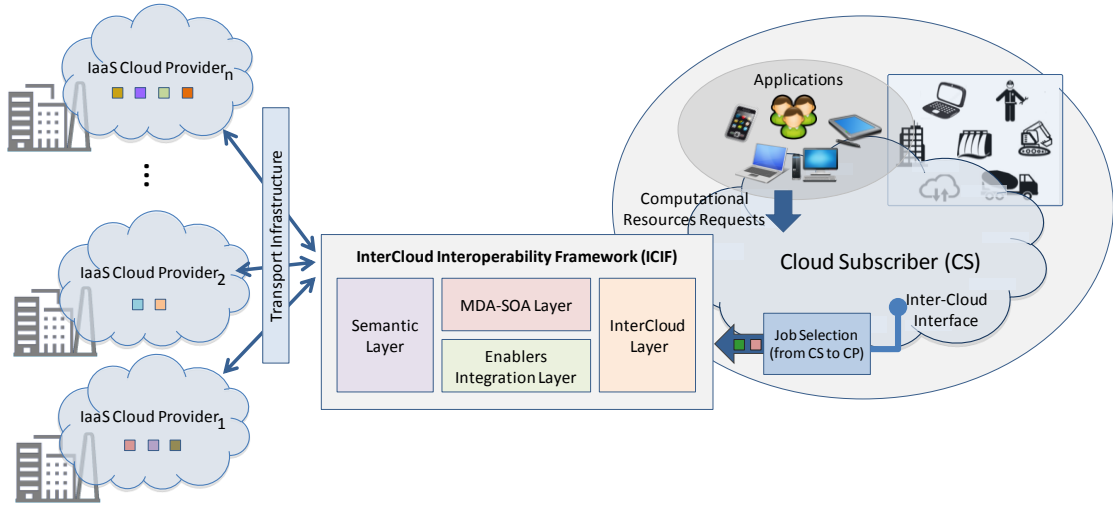 IaaS Cloud Provider n
...
IaaS Cloud Provider 2
IaaS Cloud Provider 1
Transport Infrastructure
InterCloud Interoperability Framework (ICIF)
Semantic
Layer
MDA-SOA Layer
Enablers
Integration Layer
InterCloud
Layer
Applications
Computational
Resources Requests
Cloud Subscriber (CS)
Inter-Cloud
Interface
Job Selection
(from CS to CP)